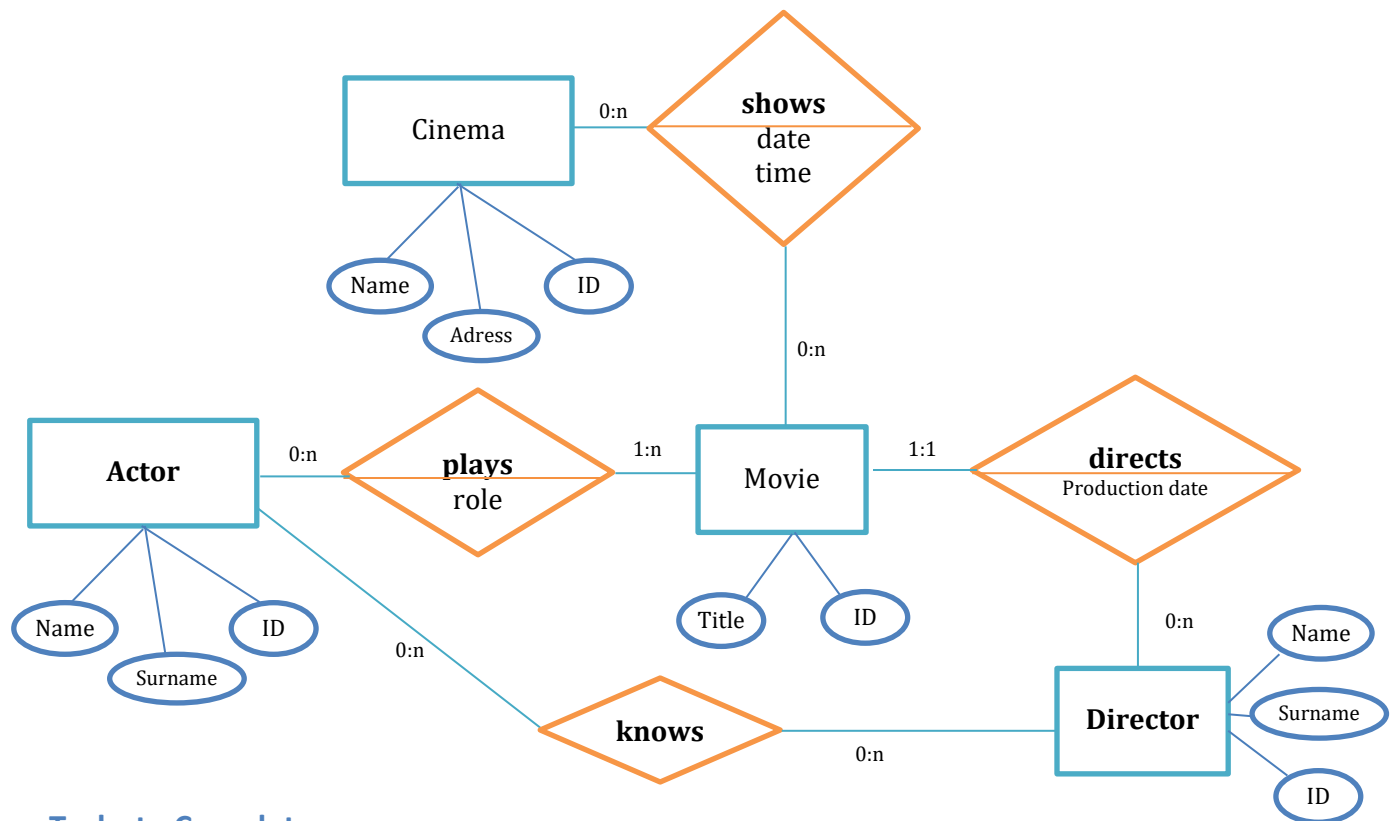 shows
date
time
0:n
Cinema
Name
ID
Adress
0:n
Actor
0:n
plays
role
1:n
Movie
1:1
directs
Production date
Name
Surname
ID
Title
ID
0:n
0:n
Name
Surname
ID
Director
knows
0:n